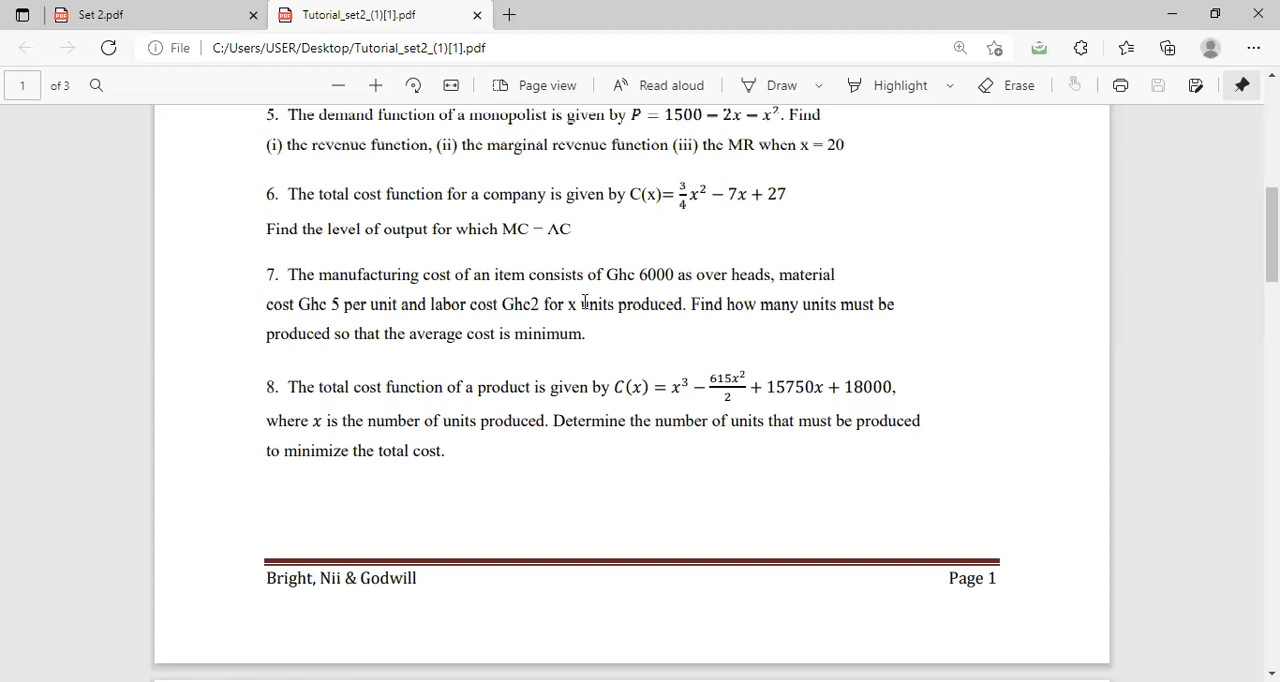 Set 2.pdf
Tutorial_set2_(1)[1].pdf
File C:/Users/USER/Desktop/Tutorial_set2_(1)[1].pdf
1 of 3 Page view Read aloud Draw Highlight Erase
5. The demand function of a monopolist is given by P = 1500 − 2x − x². Find
(i) the revenue function, (ii) the marginal revenue function (iii) the MR when x = 20
6. The total cost function for a company is given by C(x)= 3/4 x² − 7x + 27
Find the level of output for which MC = AC
7. The manufacturing cost of an item consists of Ghc 6000 as over heads, material
cost Ghc 5 per unit and labor cost Ghc2 for x units produced. Find how many units must be
produced so that the average cost is minimum.
8. The total cost function of a product is given by C(x) = x³ − 615x²/2 + 15750x + 18000,
where x is the number of units produced. Determine the number of units that must be produced
to minimize the total cost.
Bright, Nii & Godwill Page 1